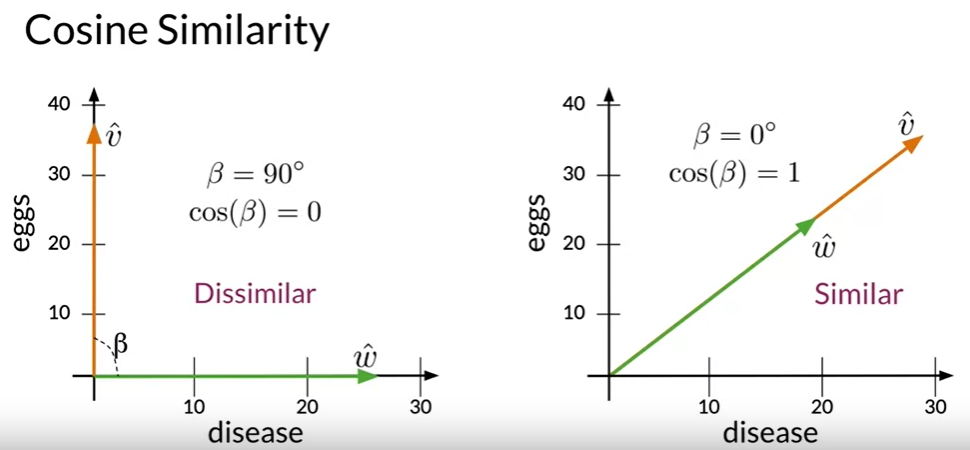 Cosine Similarity
40
30
20
10
eggs
v̂
β = 90°
cos(β) = 0
Dissimilar
β
ŵ
10
20
30
disease
40
30
20
10
eggs
β = 0°
cos(β) = 1
v̂
ŵ
Similar
10
20
30
disease